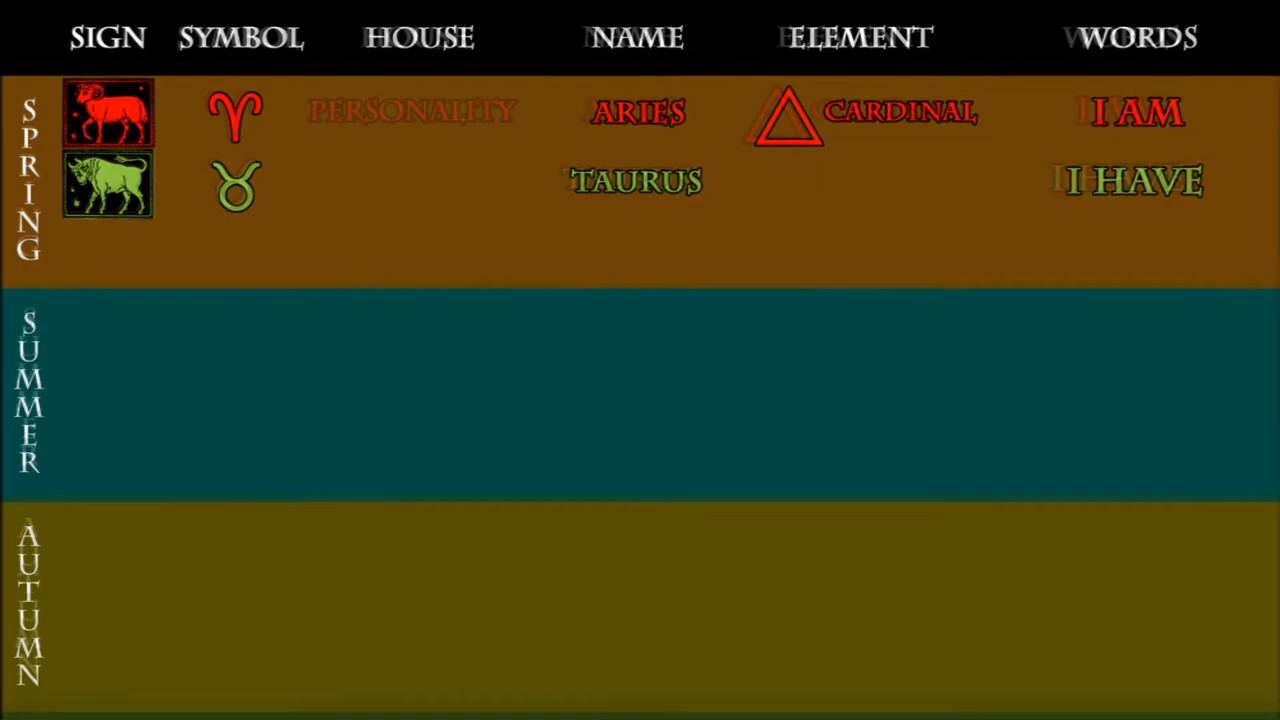 SIGN SYMBOL HOUSE NAME ELEMENT WORDS
SPRING
♈ PERSONALITY ARIES CARDINAL I AM
♉ TAURUS I HAVE
SUMMER
AUTUMN